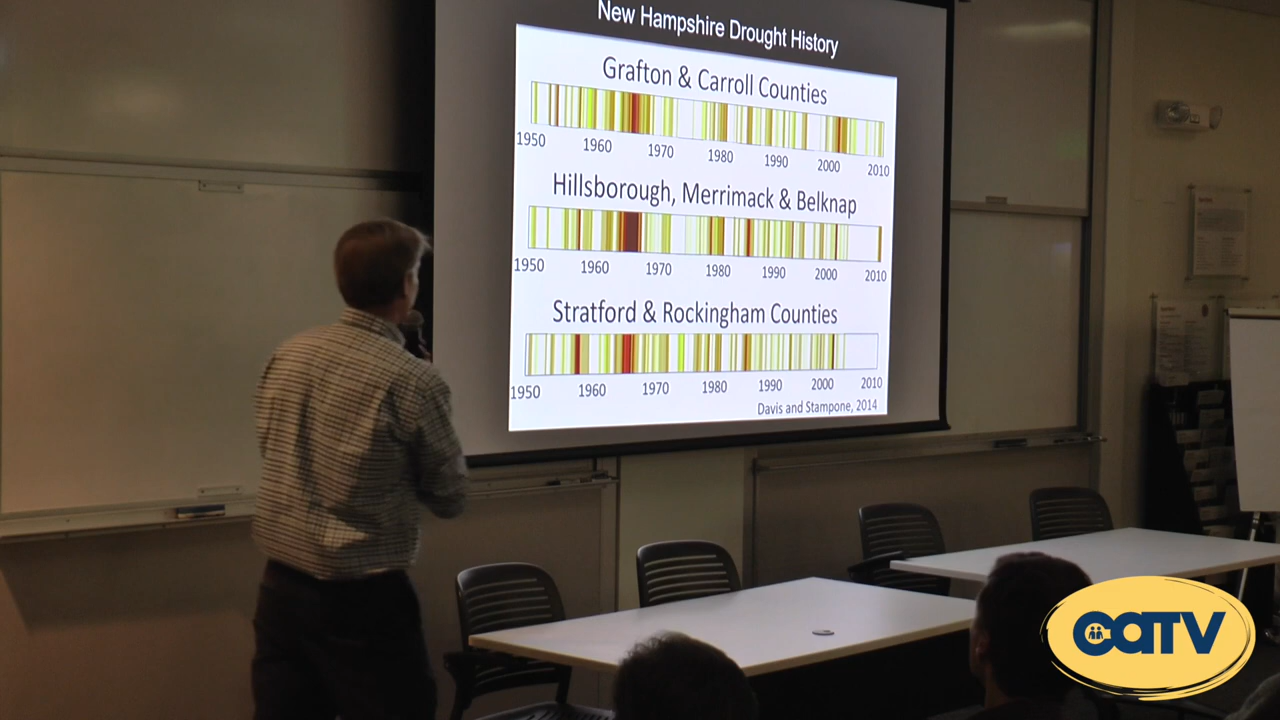 New Hampshire Drought History
Grafton & Carroll Counties
1950 1960 1970 1980 1990 2000 2010
Hillsborough, Merrimack & Belknap
1950 1960 1970 1980 1990 2000 2010
Stratford & Rockingham Counties
1950 1960 1970 1980 1990 2000 2010
Davis and Stampone, 2014
CATV